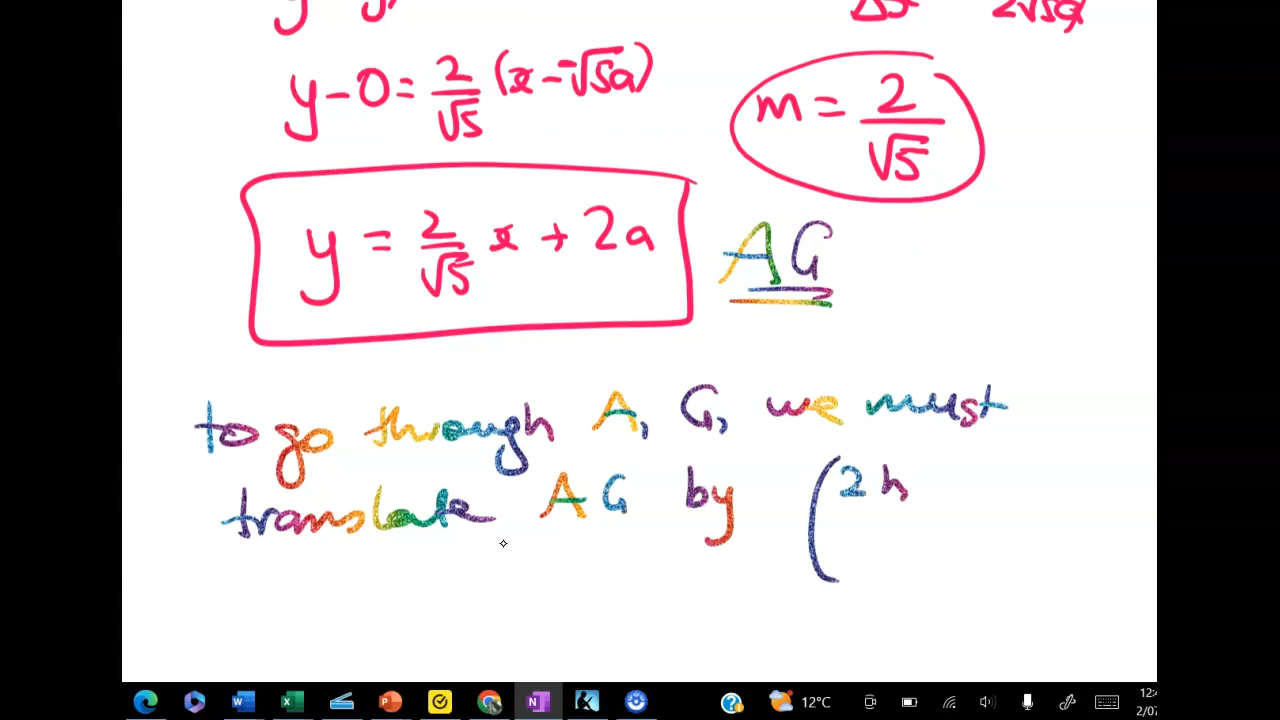 y - 0 = 2/√5 (x - -√5a)
m = 2/√5
y = 2/√5 x + 2a
AG
to go through A, G, we must
translate AG by (2h
12°C